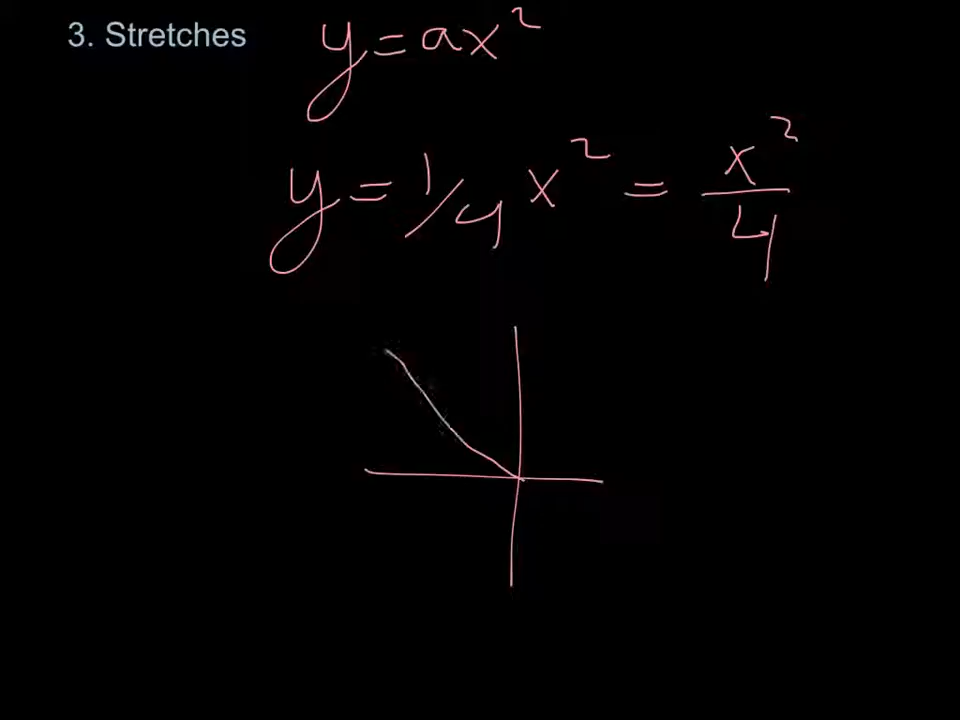 3. Stretches y = ax²
y = 1/4 x² = x²/4